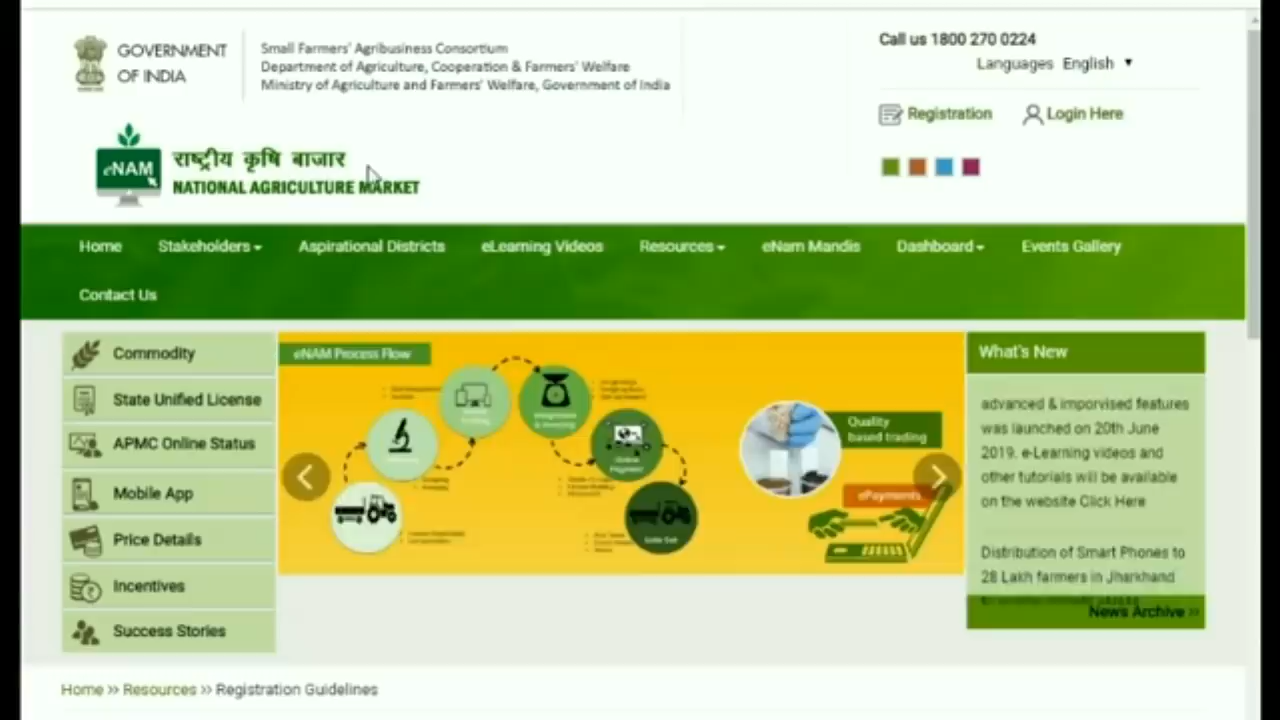 GOVERNMENT
OF INDIA
Small Farmers' Agribusiness Consortium
Department of Agriculture, Cooperation & Farmers' Welfare
Ministry of Agriculture and Farmers' Welfare, Government of India
Call us 1800 270 0224
Languages English
Registration
Login Here
eNAM
राष्ट्रीय कृषि बाजार
NATIONAL AGRICULTURE MARKET
Home Stakeholders Aspirational Districts eLearning Videos Resources eNam Mandis Dashboard Events Gallery
Contact Us
Commodity
State Unified License
APMC Online Status
Mobile App
Price Details
Incentives
Success Stories
eNAM Process Flow
Online
Payment
Quality
based trading
ePayments
What's New
advanced & imporvised features
was launched on 20th June
2019. e-Learning videos and
other tutorials will be available
on the website Click Here
Distribution of Smart Phones to
28 Lakh farmers in Jharkhand
News Archive »
Home » Resources » Registration Guidelines